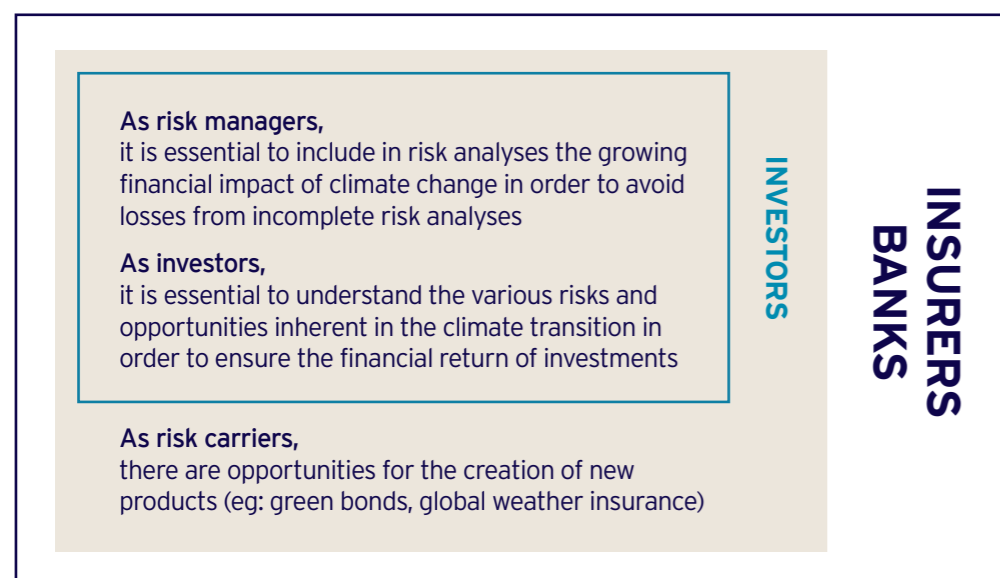 As risk managers,
it is essential to include in risk analyses the growing
financial impact of climate change in order to avoid
losses from incomplete risk analyses
As investors,
it is essential to understand the various risks and
opportunities inherent in the climate transition in
order to ensure the financial return of investments
As risk carriers,
there are opportunities for the creation of new
products (eg: green bonds, global weather insurance)
INVESTORS
INSURERS
BANKS